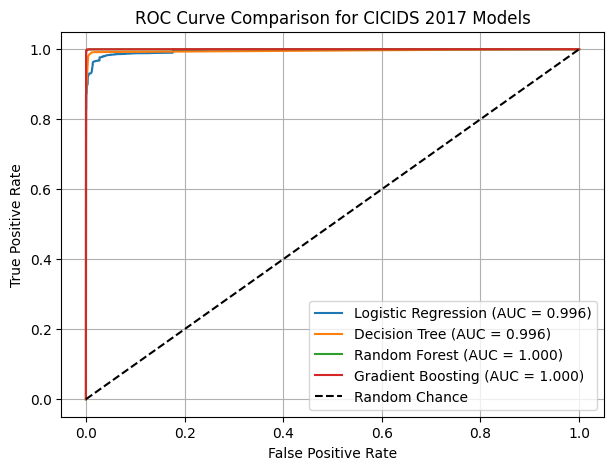 ROC Curve Comparison for CICIDS 2017 Models
True Positive Rate
1.0
0.8
0.6
0.4
0.2
0.0
Logistic Regression (AUC = 0.996)
Decision Tree (AUC = 0.996)
Random Forest (AUC = 1.000)
Gradient Boosting (AUC = 1.000)
Random Chance
0.0 0.2 0.4 0.6 0.8 1.0
False Positive Rate